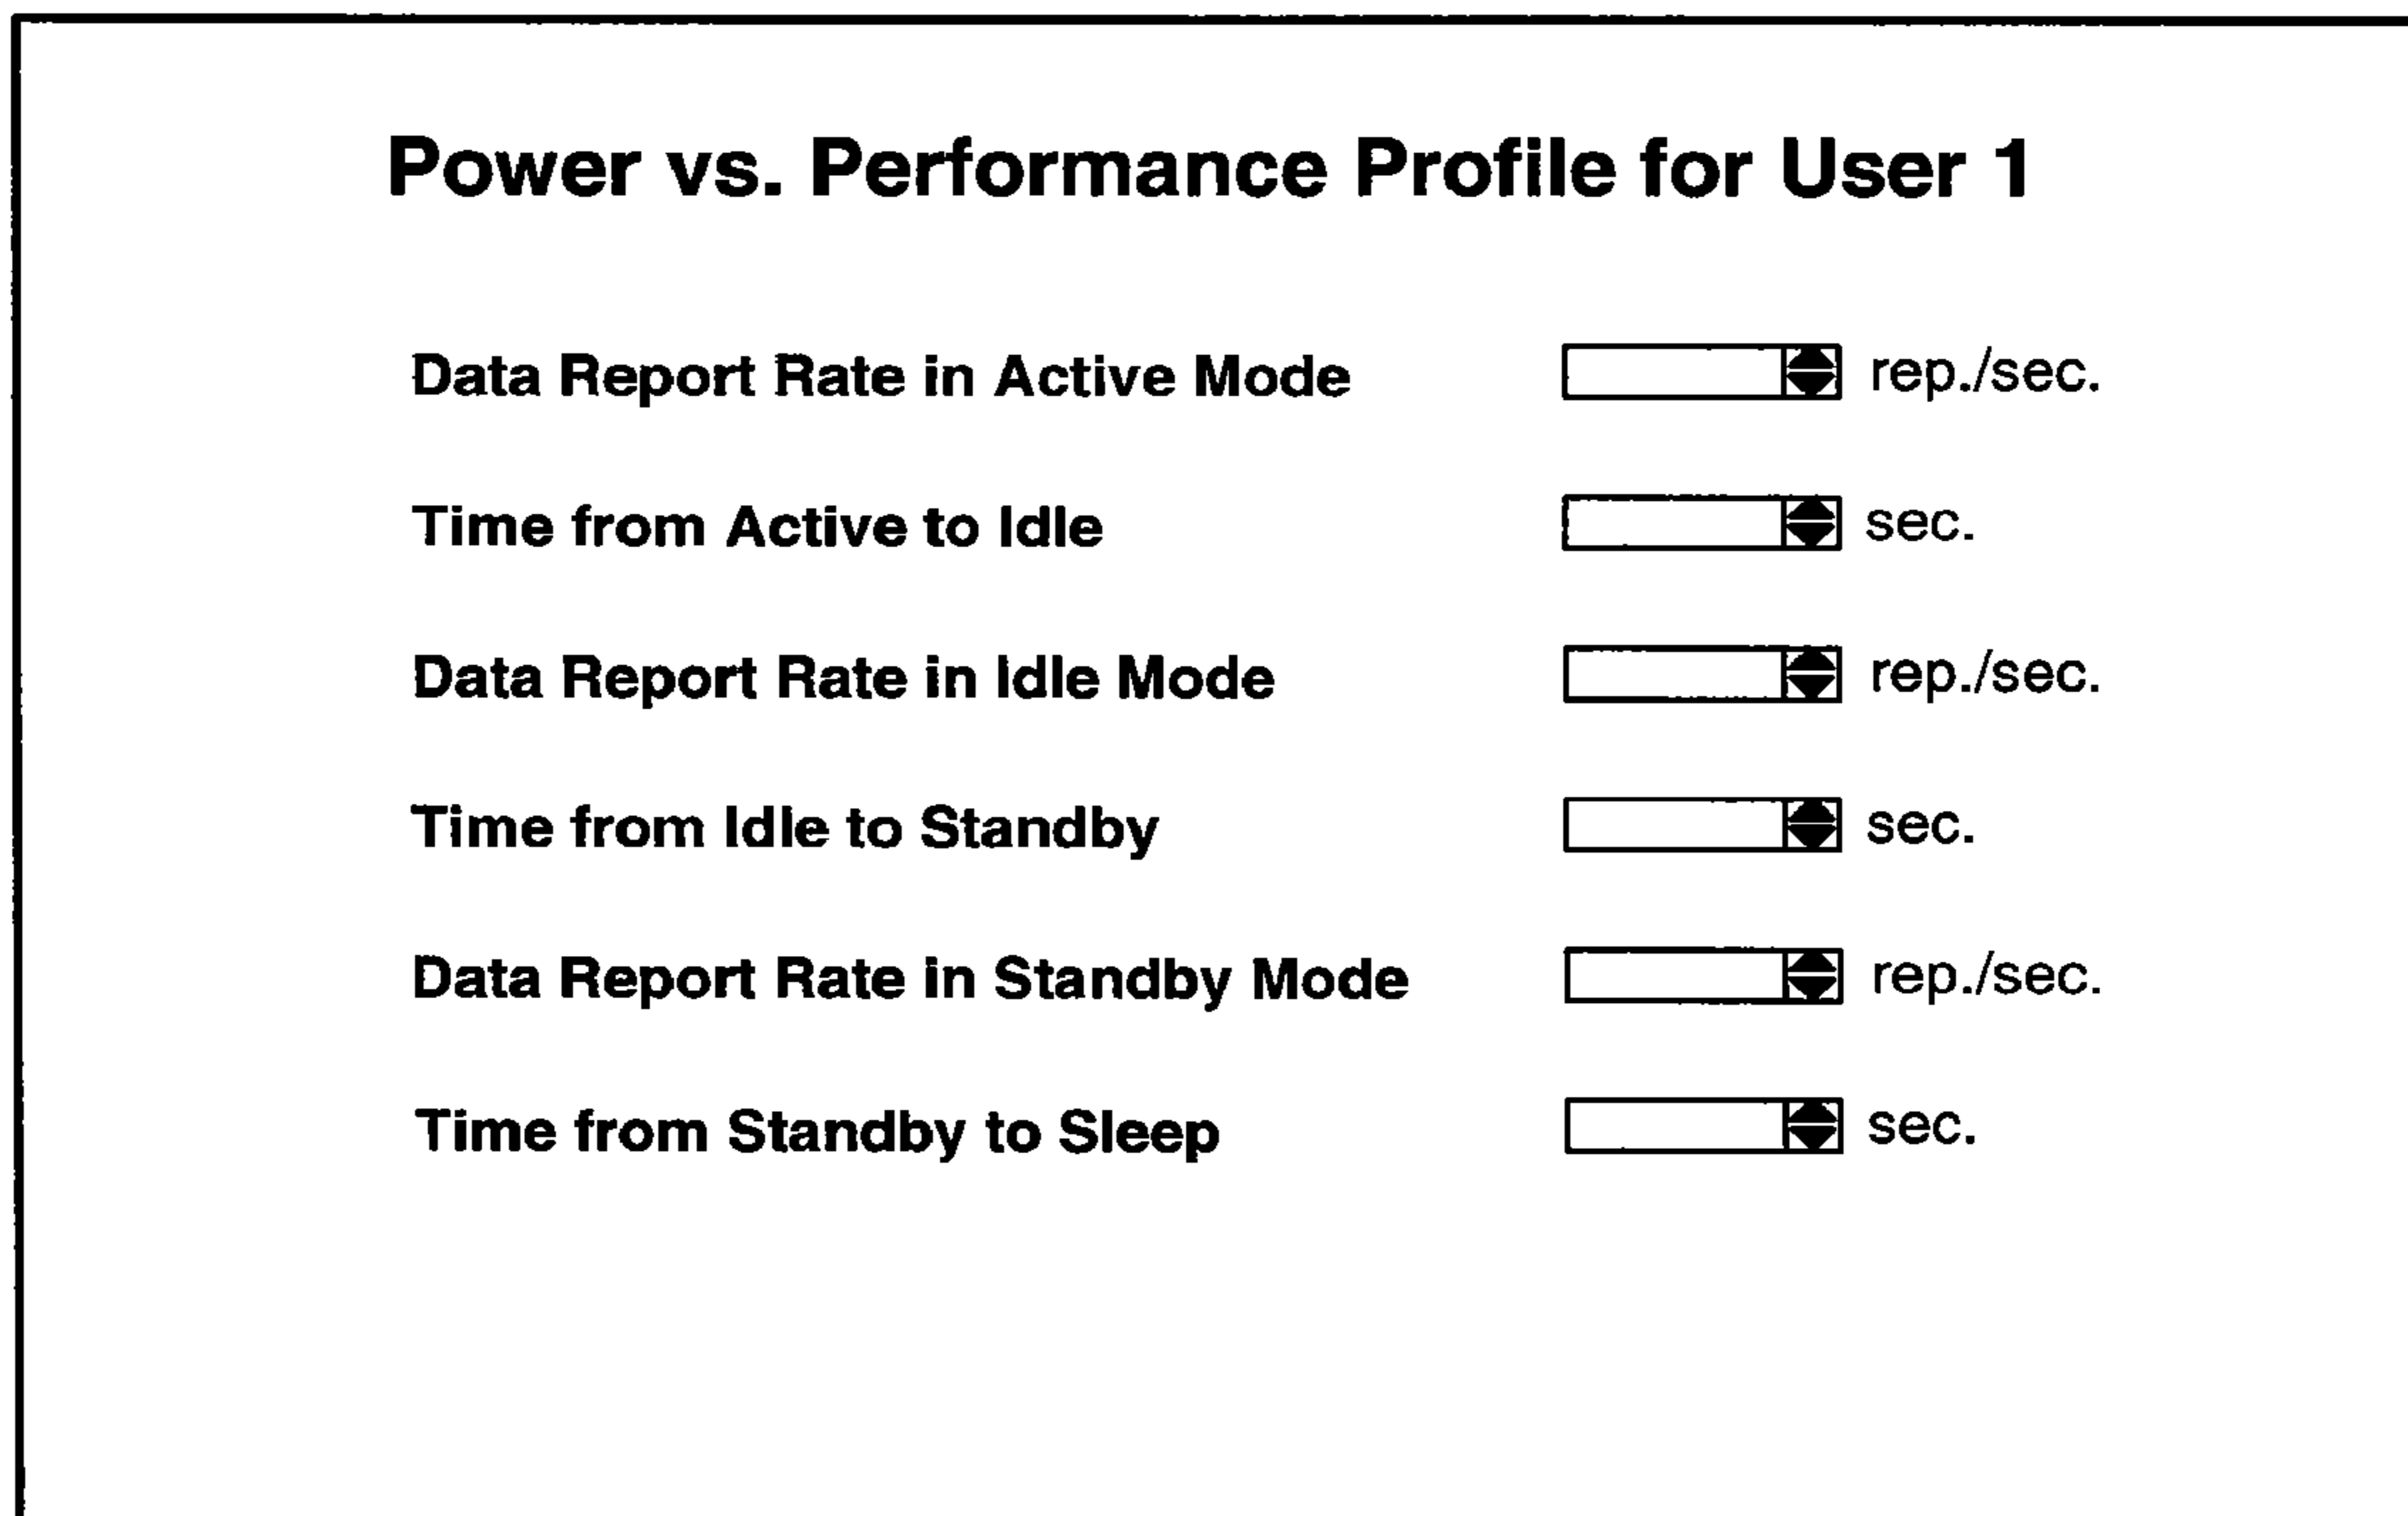 Power vs. Performance Profile for User 1
Data Report Rate in Active Mode rep./sec.
Time from Active to Idle sec.
Data Report Rate in Idle Mode rep./sec.
Time from Idle to Standby sec.
Data Report Rate in Standby Mode rep./sec.
Time from Standby to Sleep sec.